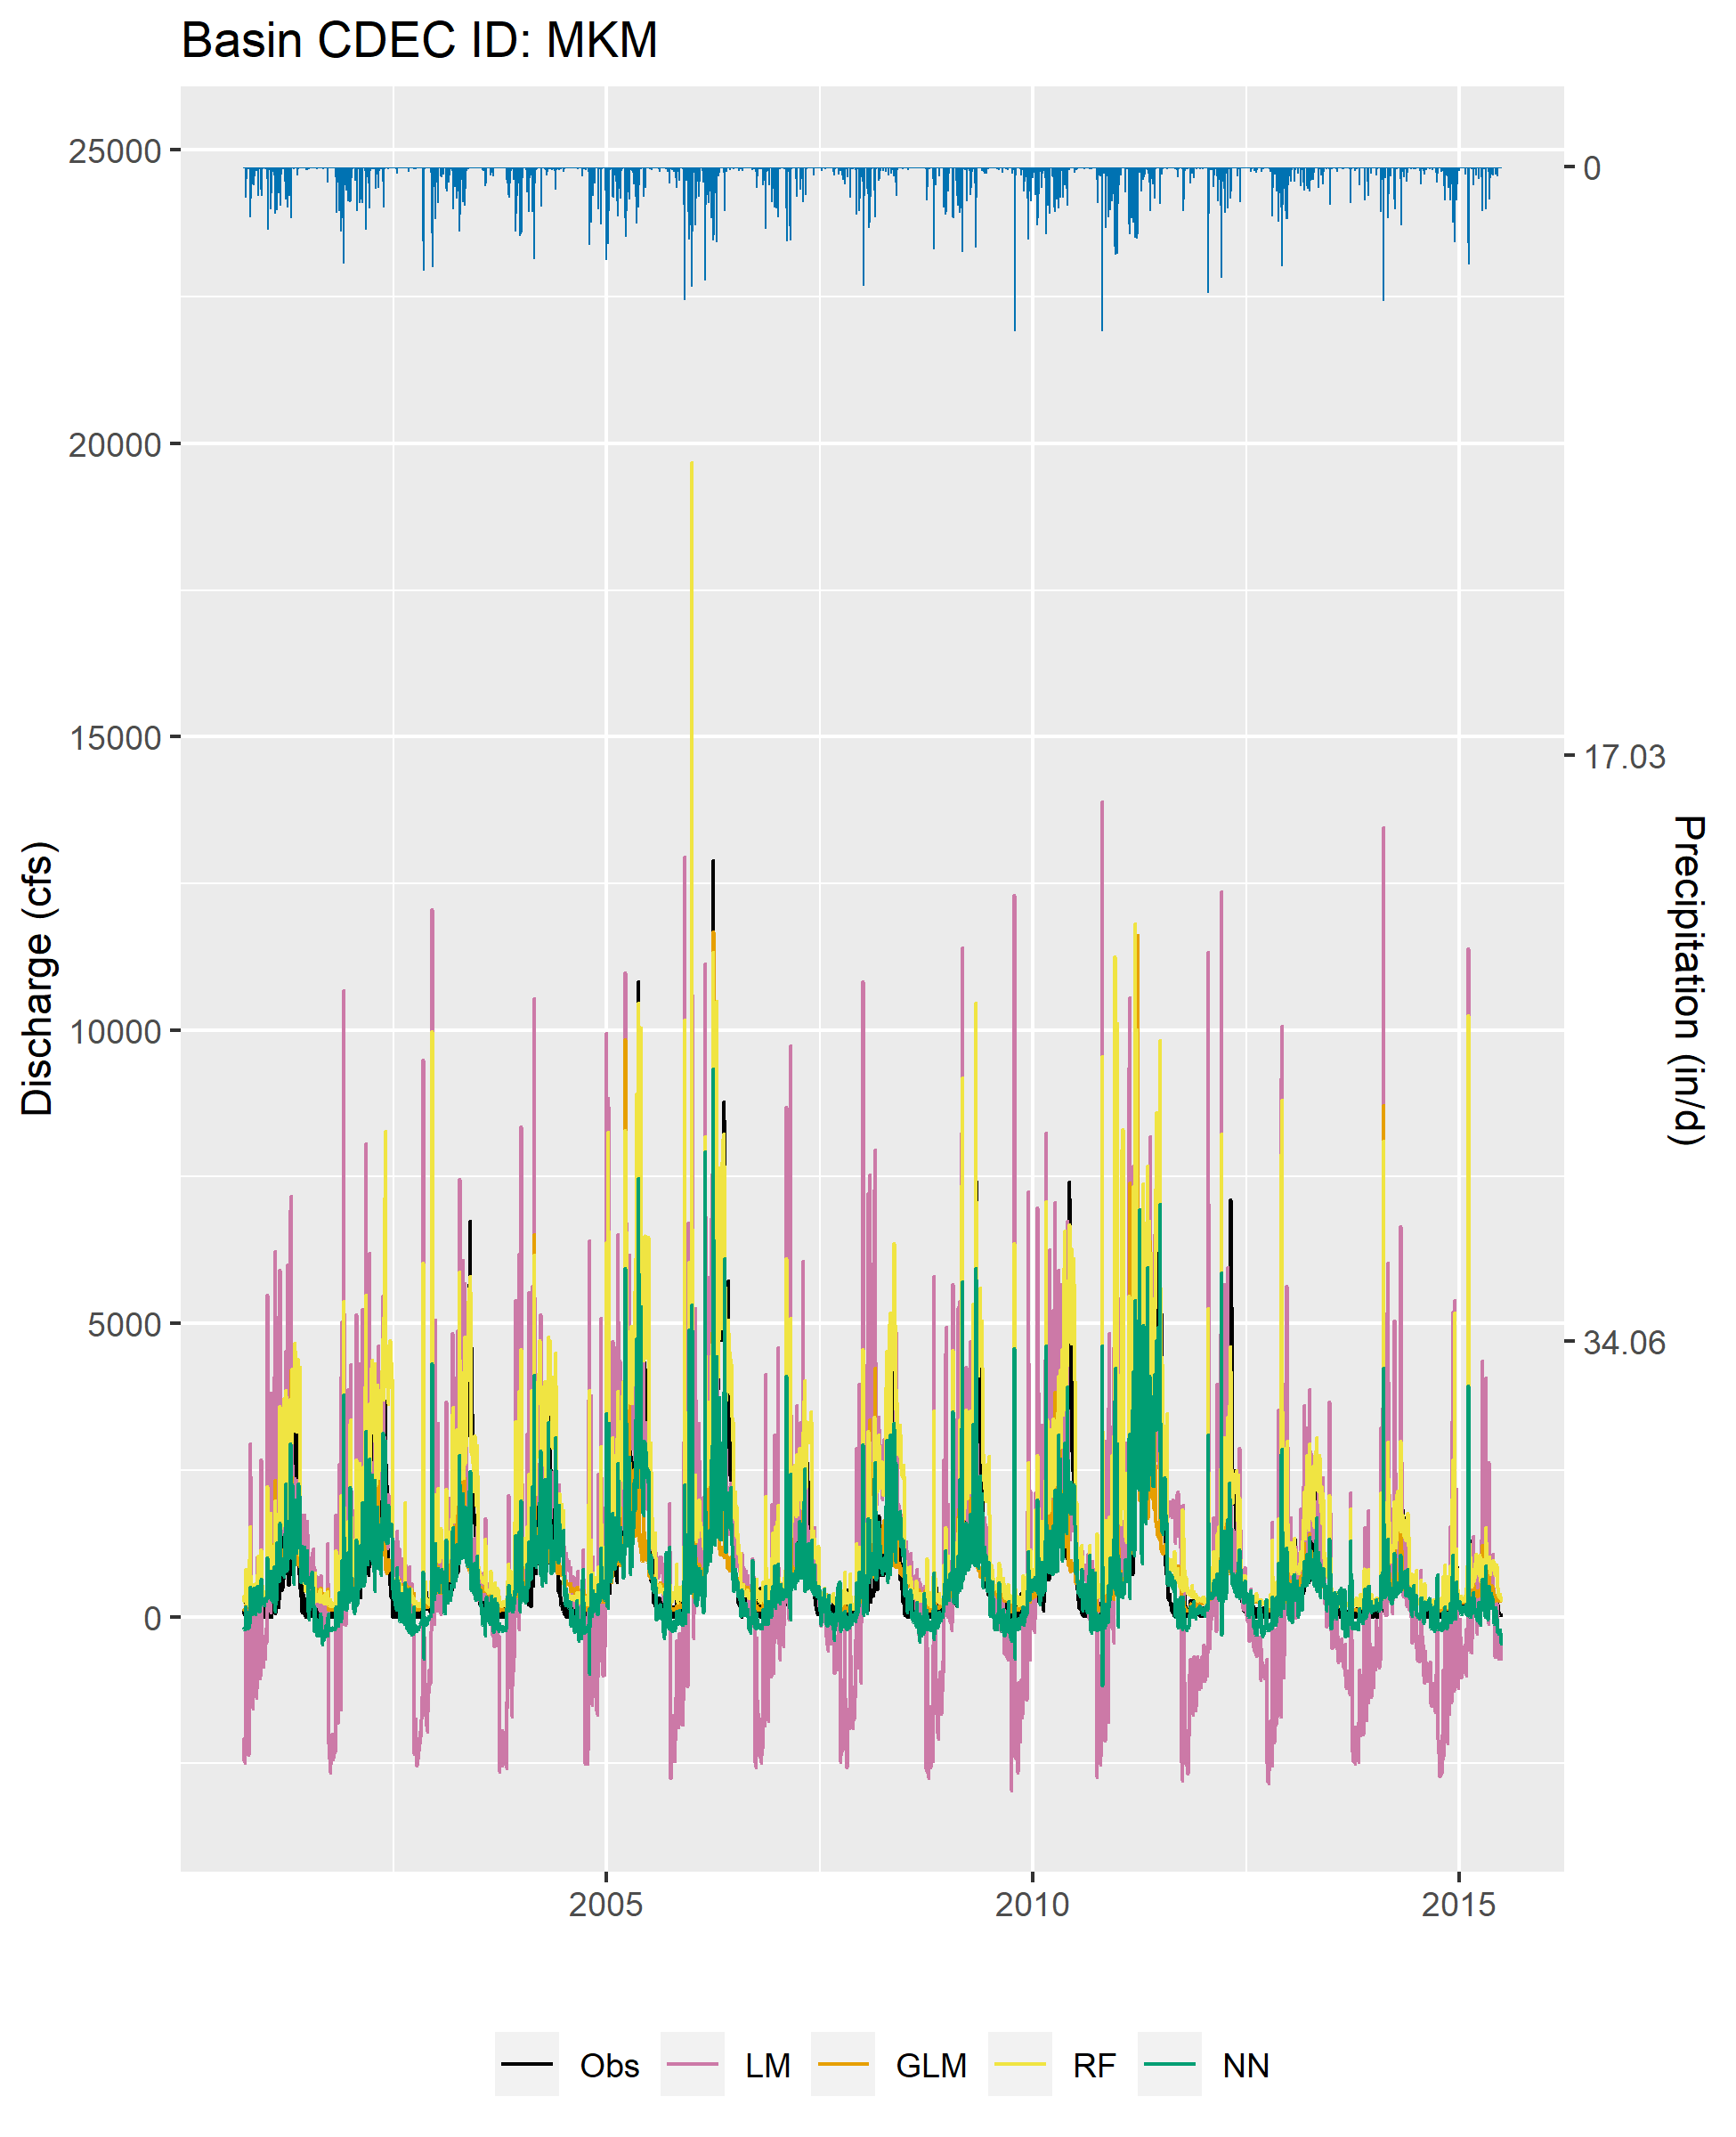 Basin CDEC ID: MKM
25000
20000
15000
10000
5000
0
Discharge (cfs)
0
17.03
34.06
Precipitation (in/d)
2005 2010 2015
Obs LM GLM RF NN